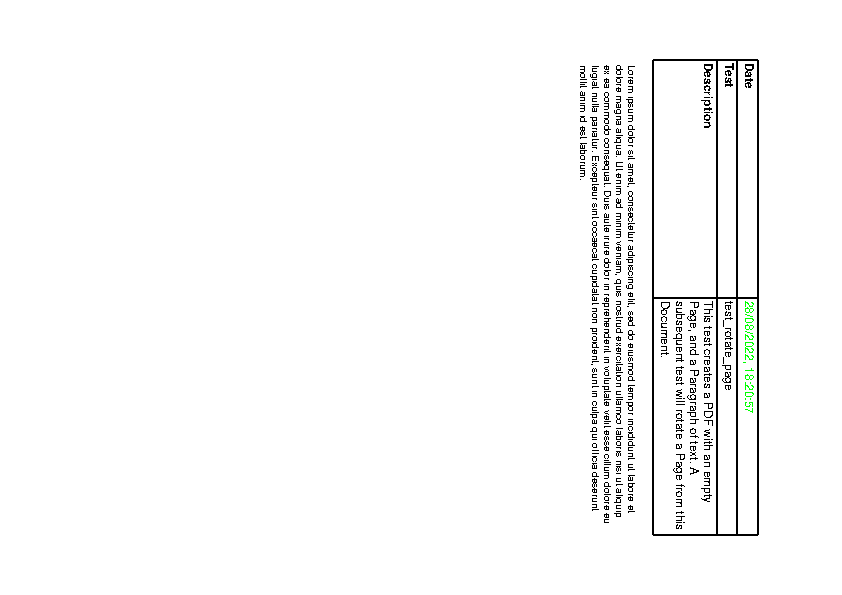 Date 28/08/2022, 18:20:57
Test test_rotate_page
Description This test creates a PDF with an empty
Page, and a Paragraph of text. A
subsequent test will rotate a Page from this
Document.
Lorem ipsum dolor sit amet, consectetur adipiscing elit, sed do eiusmod tempor incididunt ut labore et
dolore magna aliqua. Ut enim ad minim veniam, quis nostrud exercitation ullamco laboris nisi ut aliquip
ex ea commodo consequat. Duis aute irure dolor in reprehenderit in voluptate velit esse cillum dolore eu
fugiat nulla pariatur. Excepteur sint occaecat cupidatat non proident, sunt in culpa qui officia deserunt
mollit anim id est laborum.